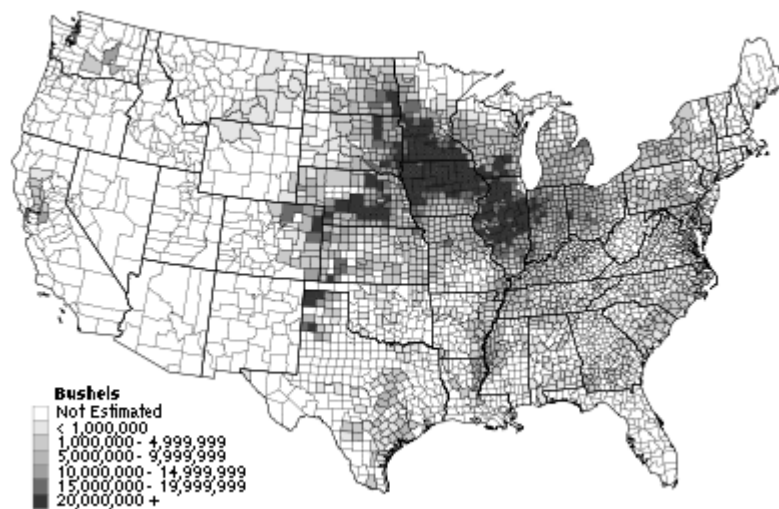 Bushels
Not Estimated
< 1,000,000
1,000,000 - 4,999,999
5,000,000 - 9,999,999
10,000,000 - 14,999,999
15,000,000 - 19,999,999
20,000,000 +